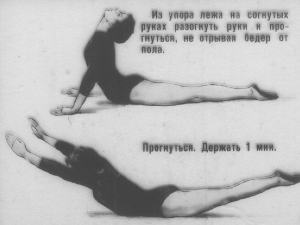 Из упора лежа на согнутых
руках разогнуть руки и про-
гнуться, не отрывая бедер от
пола.
Прогнуться. Держать 1 мин.